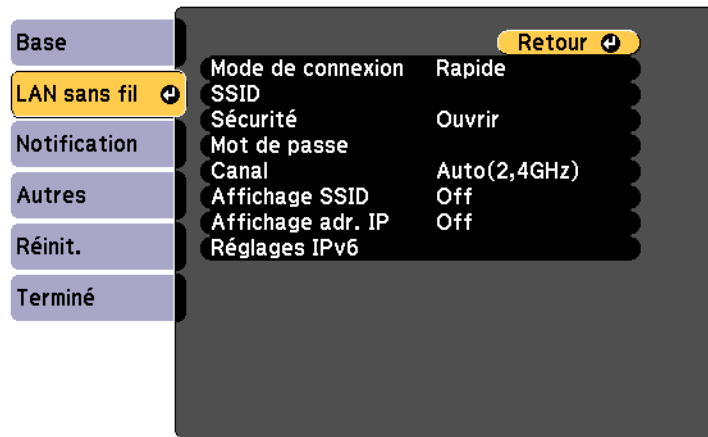 Base
LAN sans fil
Notification
Autres
Réinit.
Terminé
Retour
Mode de connexion Rapide
SSID
Sécurité Ouvrir
Mot de passe
Canal Auto(2,4GHz)
Affichage SSID Off
Affichage adr. IP Off
Réglages IPv6